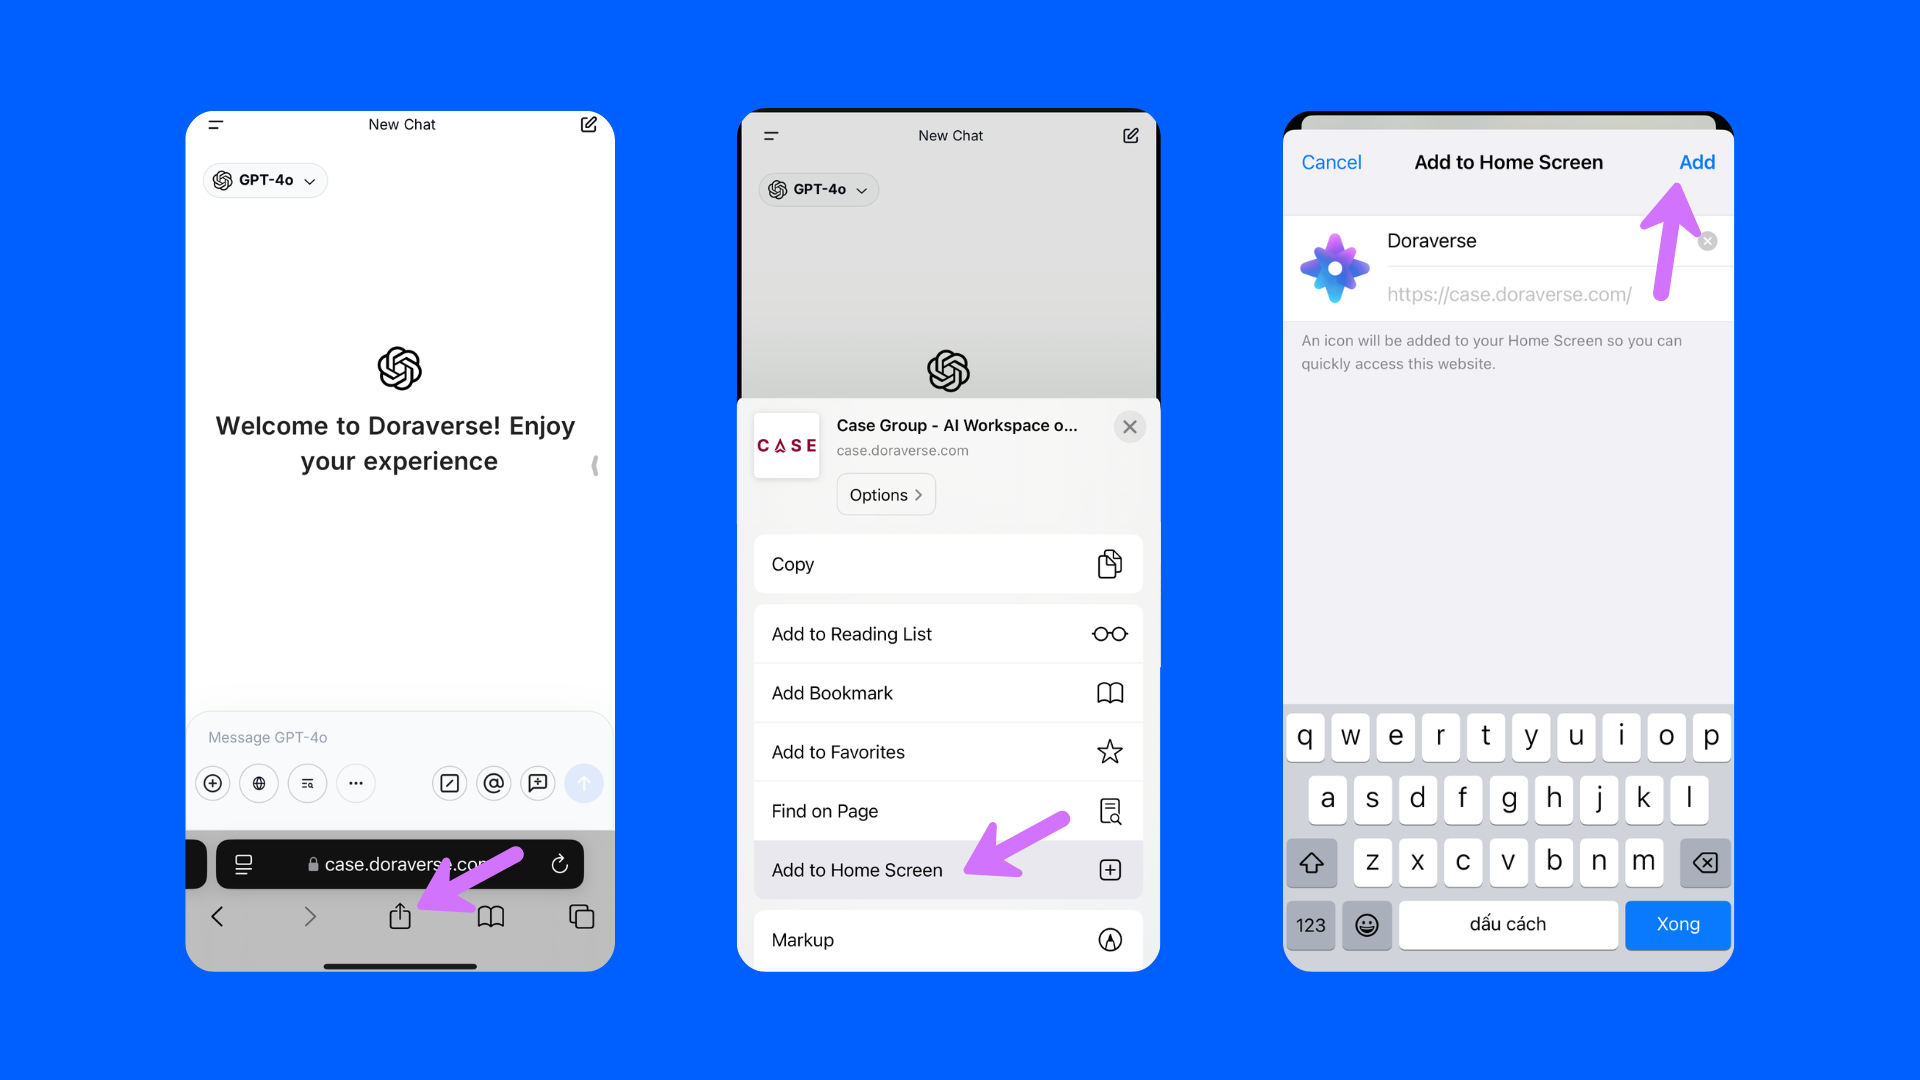 New Chat
GPT-4o
Welcome to Doraverse! Enjoy
your experience
Message GPT-4o
case.doraverse.com
New Chat
GPT-4o
CASE
Case Group - AI Workspace o...
case.doraverse.com
Options
Copy
Add to Reading List
Add Bookmark
Add to Favorites
Find on Page
Add to Home Screen
Markup
Cancel
Add to Home Screen
Add
Doraverse
https://case.doraverse.com/
An icon will be added to your Home Screen so you can
quickly access this website.
q w e r t y u i o p
a s d f g h j k l
z x c v b n m
123
dấu cách
Xong